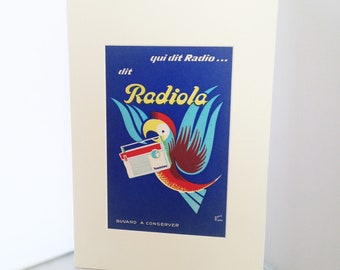 qui dit Radio...
dit
Radiola
BUVARD A CONSERVER